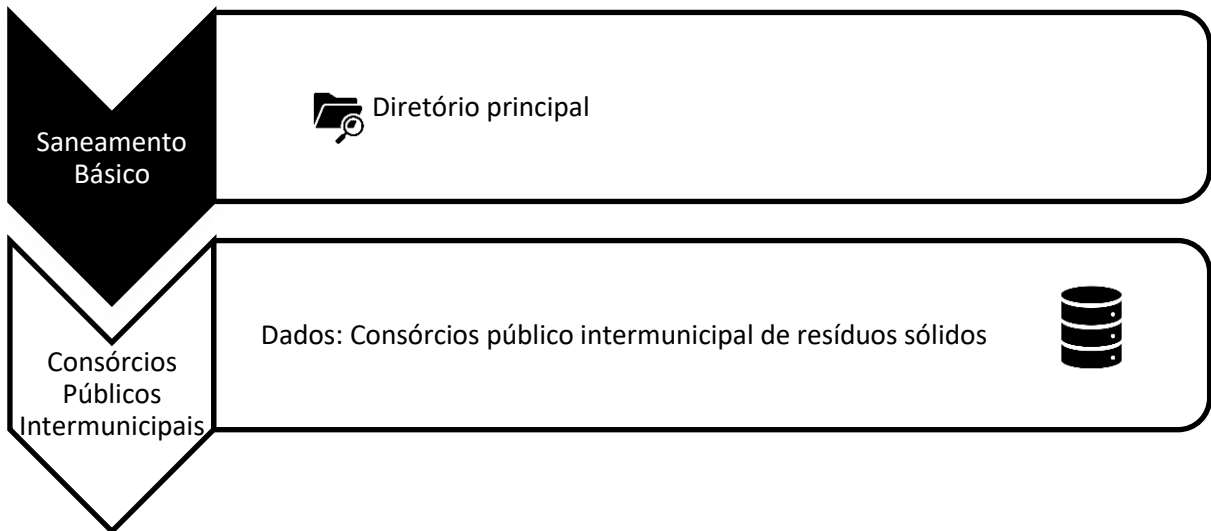 Saneamento
Básico
Diretório principal
Consórcios
Públicos
Intermunicipais
Dados: Consórcios público intermunicipal de resíduos sólidos